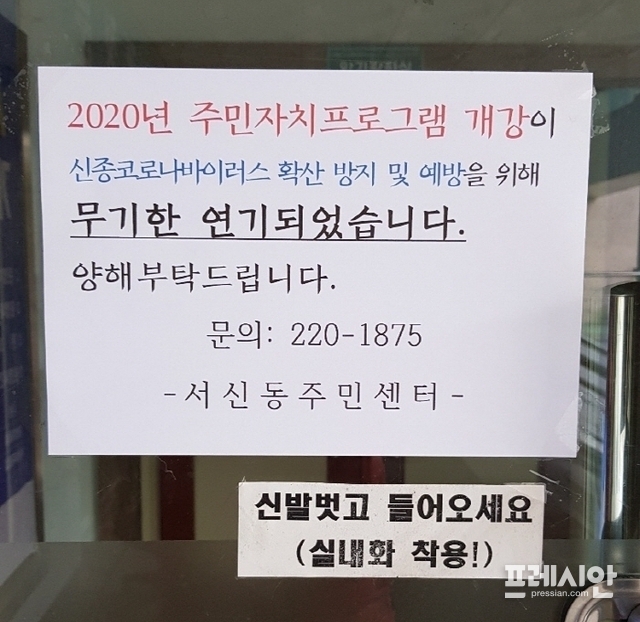 2020년 주민자치프로그램 개강이
신종코로나바이러스 확산 방지 및 예방을 위해
무기한 연기되었습니다.
양해부탁드립니다.
문의: 220-1875
-서신동주민센터-
신발벗고 들어오세요
(실내화 착용!)
프레시안
pressian.com